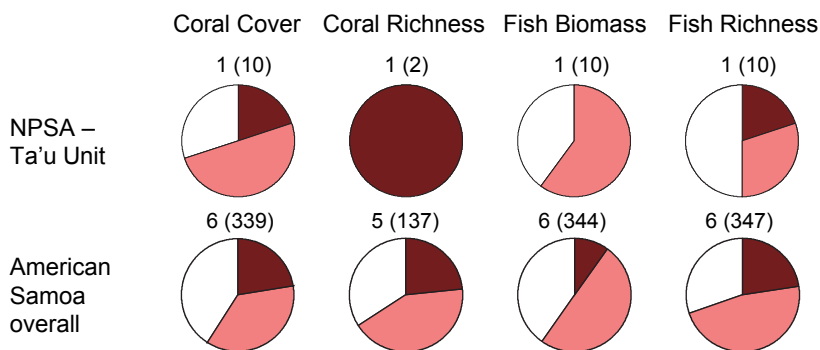 Coral Cover Coral Richness Fish Biomass Fish Richness
1 (10) 1 (2) 1 (10) 1 (10)
NPSA –
Ta'u Unit
6 (339) 5 (137) 6 (344) 6 (347)
American
Samoa
overall